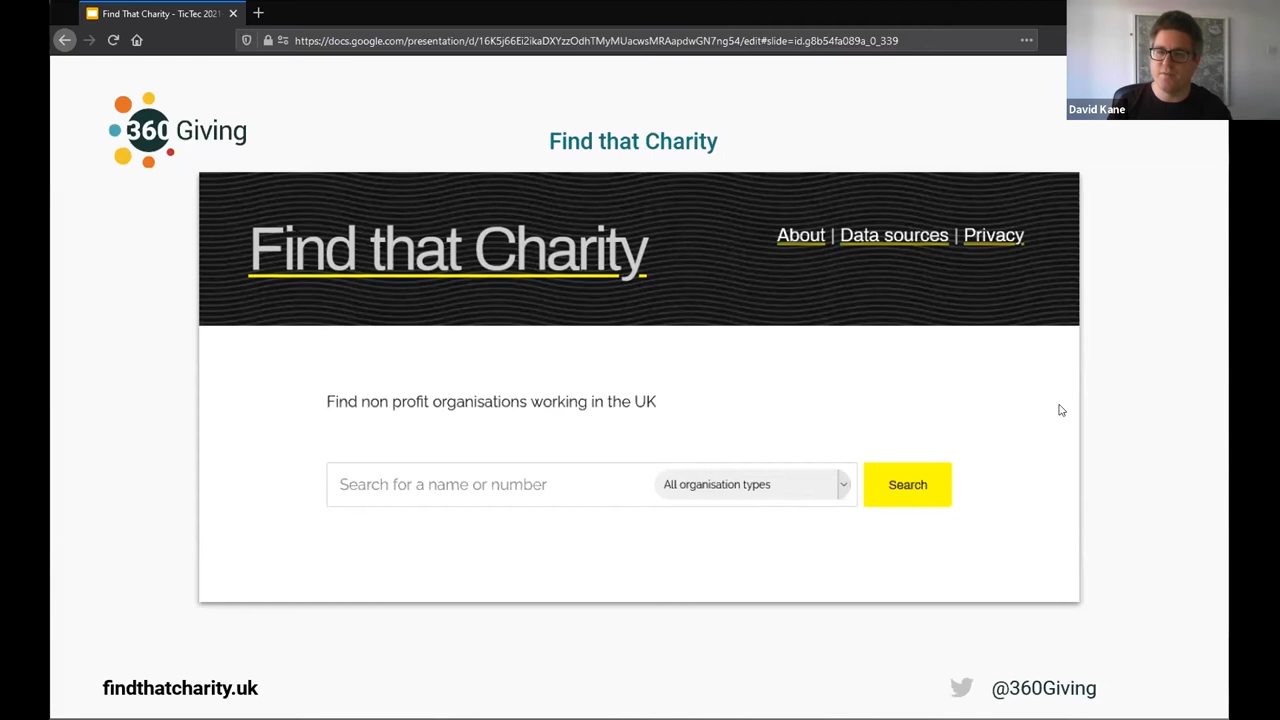 Find That Charity - TicTec 2021
https://docs.google.com/presentation/d/16K5j66Ei2ikaDXYzzOdhTMyMUacwsMRAapdwGN7ng54/edit#slide=id.g8b54fa089a_0_339
David Kane
360 Giving
Find that Charity
Find that Charity
About | Data sources | Privacy
Find non profit organisations working in the UK
Search for a name or number
All organisation types
Search
findthatcharity.uk
@360Giving